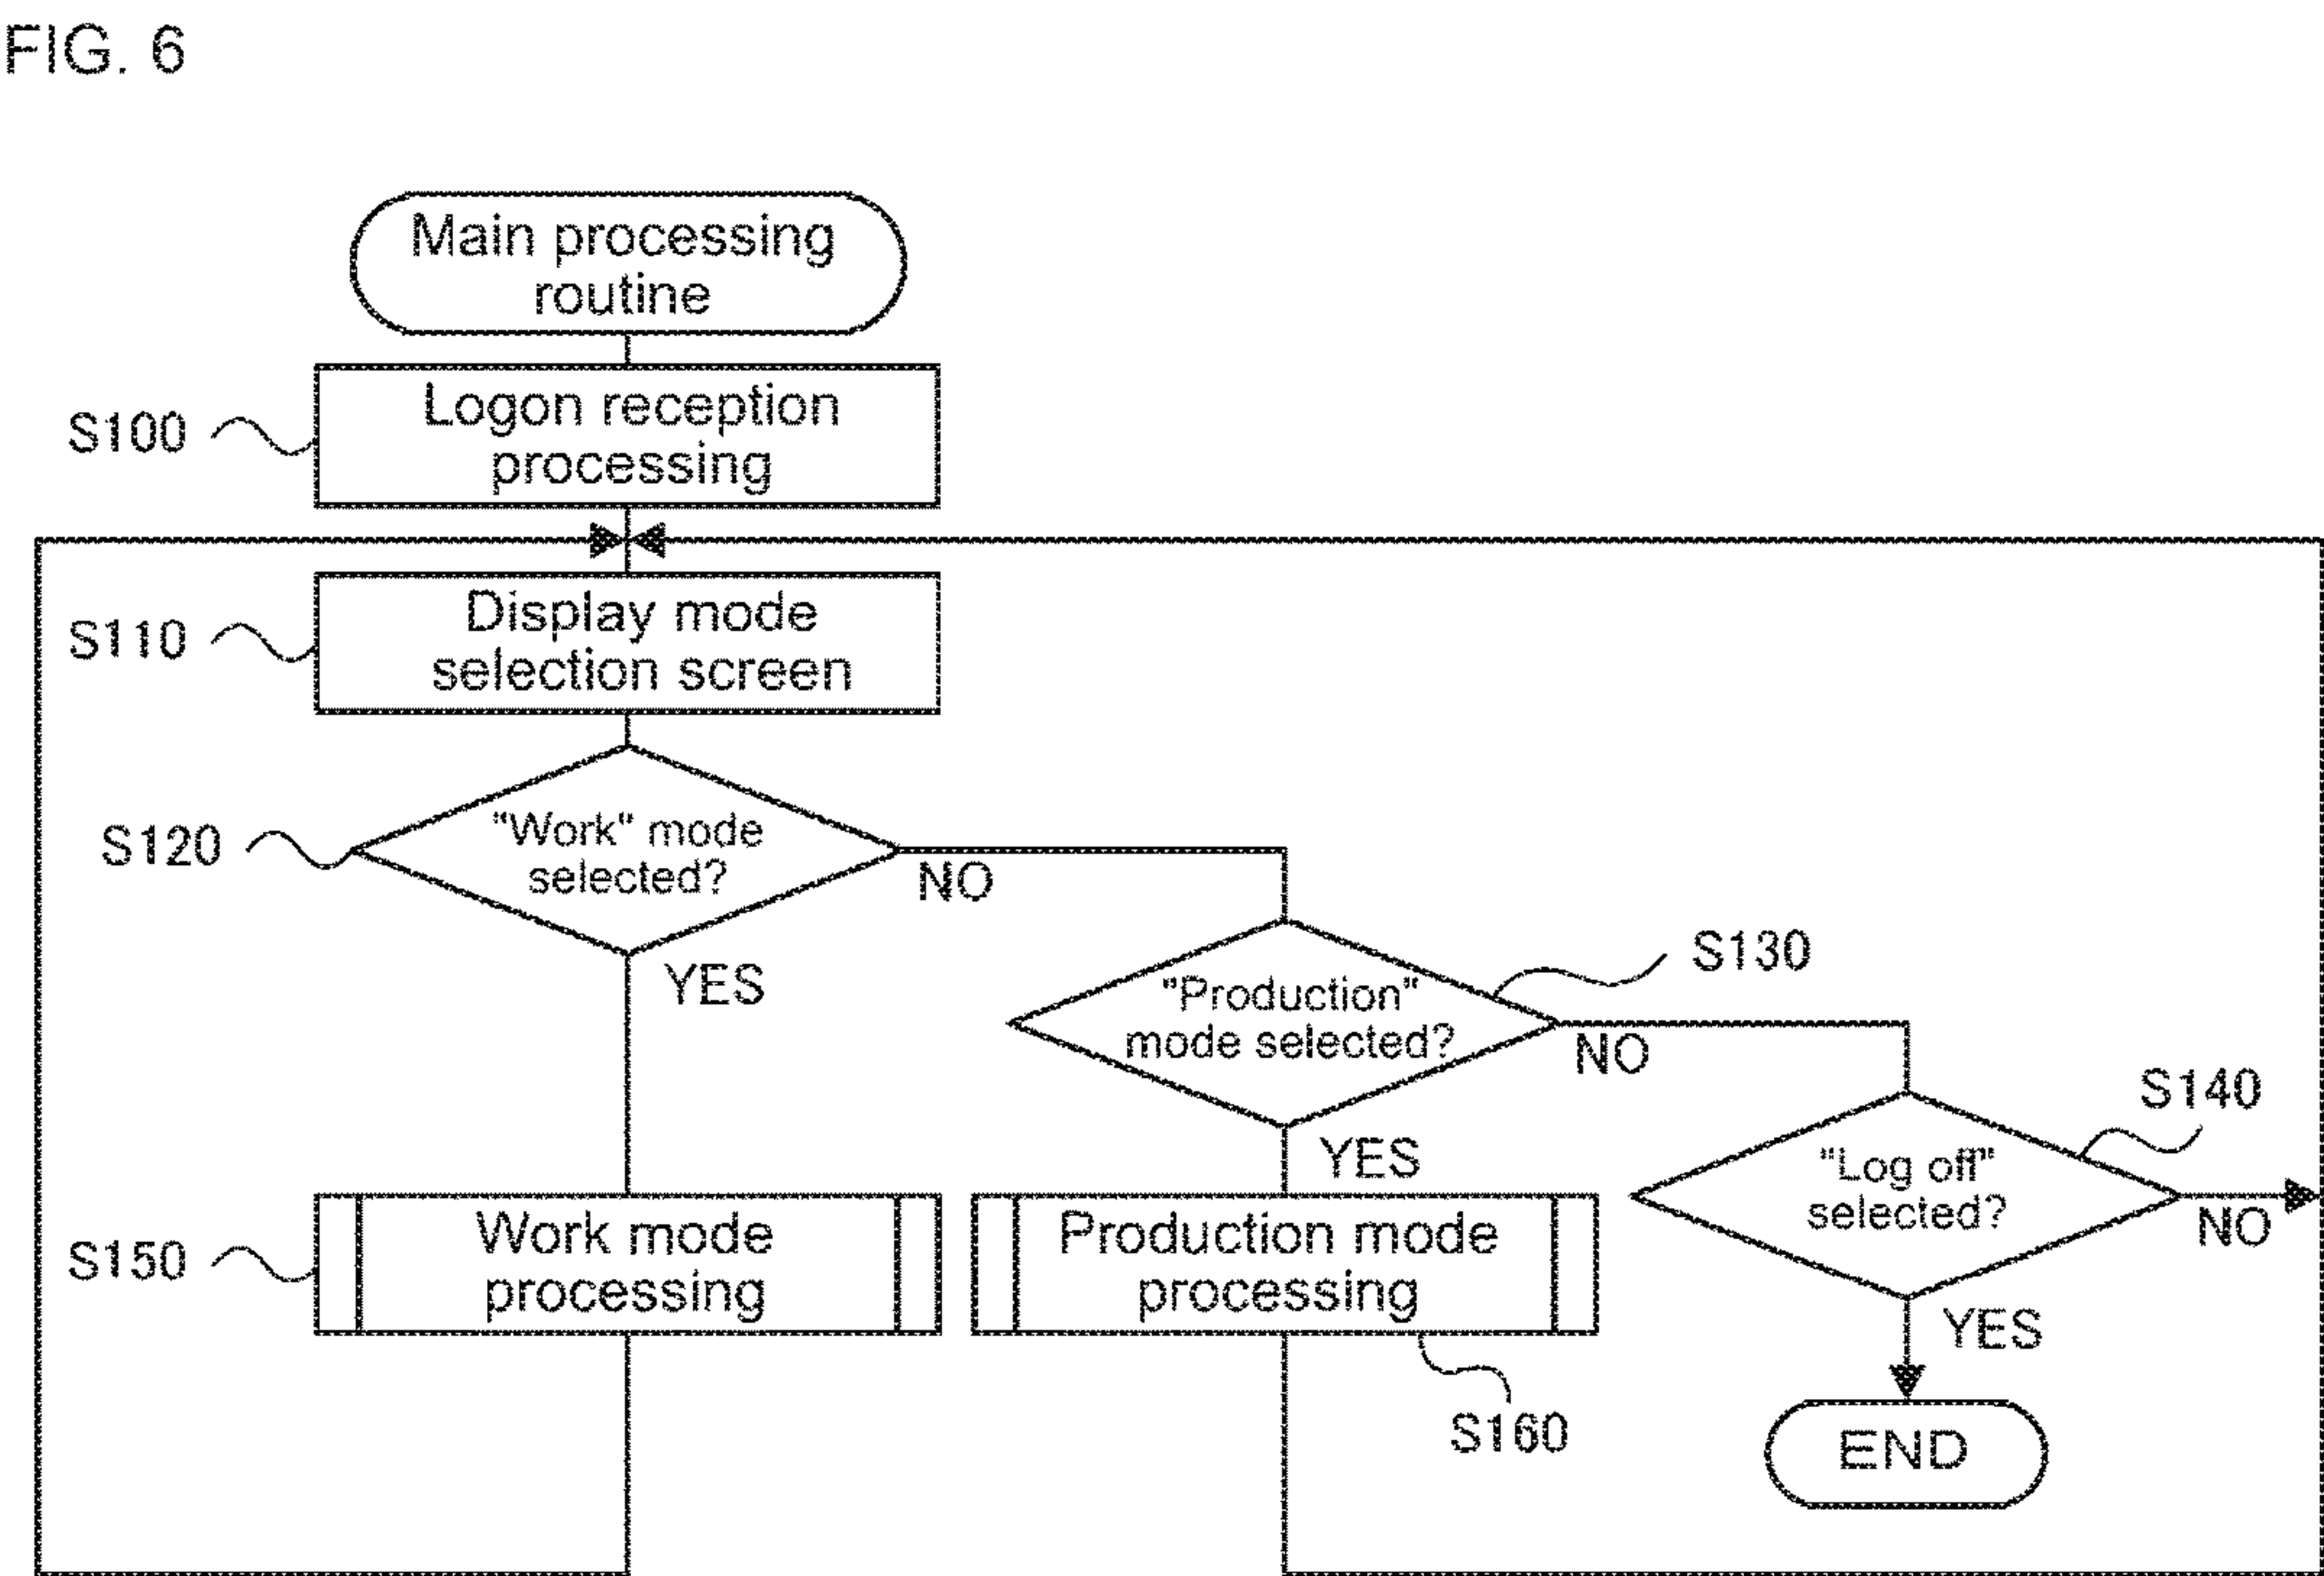 FIG. 6
Main processing
routine
S100
Logon reception
processing
S110
Display mode
selection screen
S120
"Work" mode
selected?
NO
YES
S130
"Production"
mode selected?
NO
YES
S140
"Log off"
selected?
NO
YES
S150
Work mode
processing
Production mode
processing
S160
END